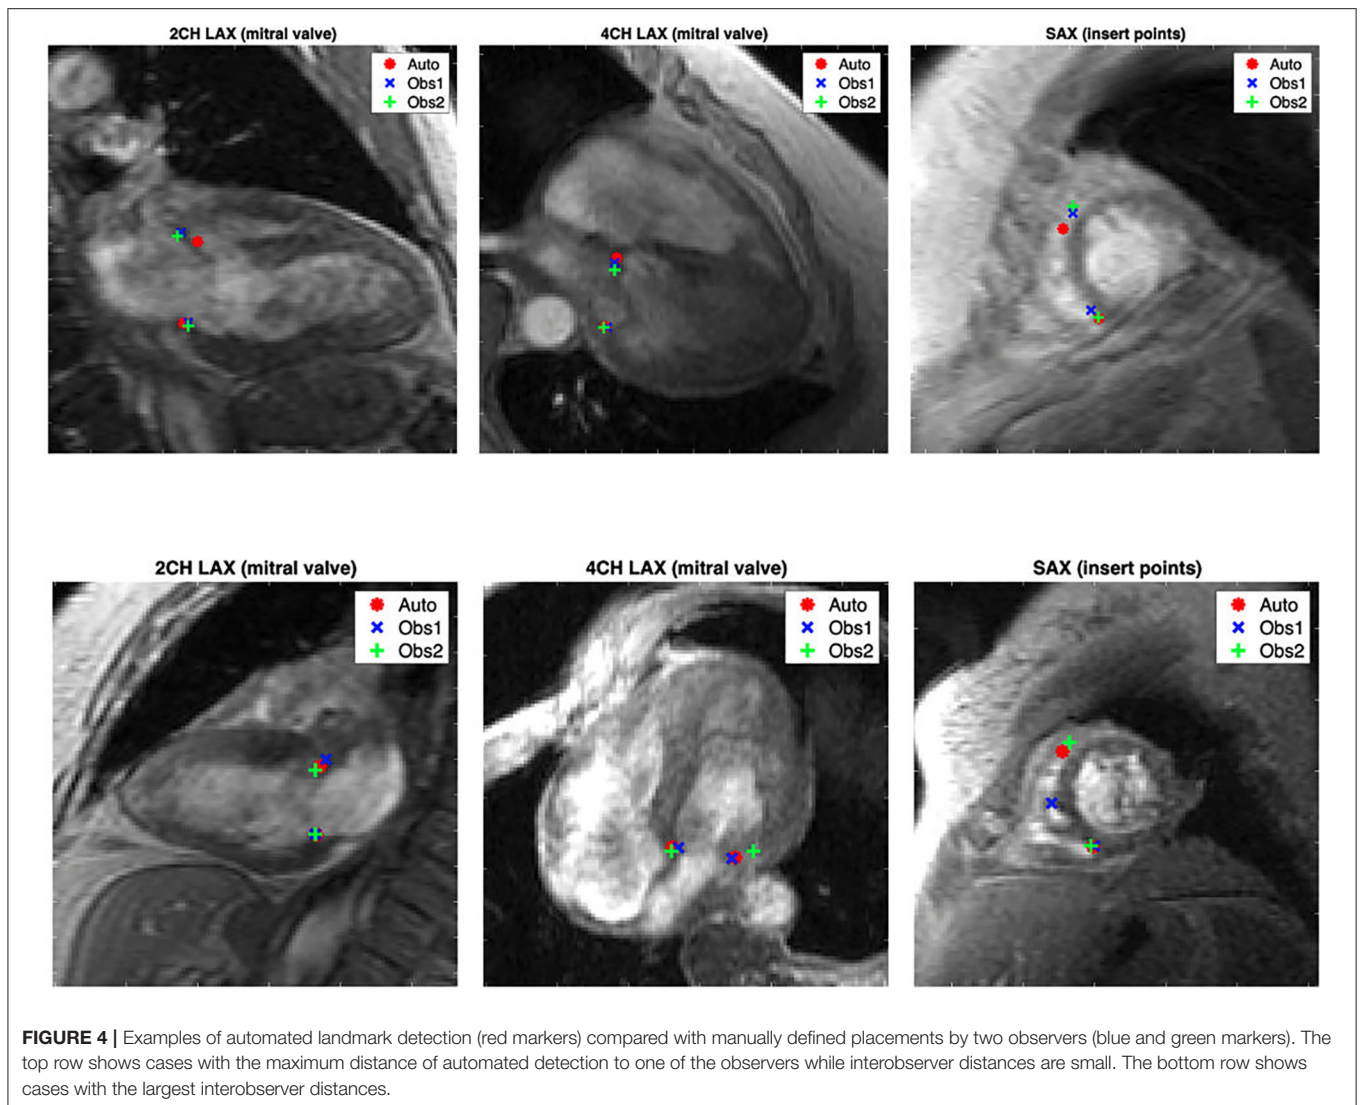 2CH LAX (mitral valve)
4CH LAX (mitral valve)
SAX (insert points)
Auto
Obs1
Obs2
Auto
Obs1
Obs2
Auto
Obs1
Obs2
2CH LAX (mitral valve)
4CH LAX (mitral valve)
SAX (insert points)
Auto
Obs1
Obs2
Auto
Obs1
Obs2
Auto
Obs1
Obs2
FIGURE 4 | Examples of automated landmark detection (red markers) compared with manually defined placements by two observers (blue and green markers). The
top row shows cases with the maximum distance of automated detection to one of the observers while interobserver distances are small. The bottom row shows
cases with the largest interobserver distances.